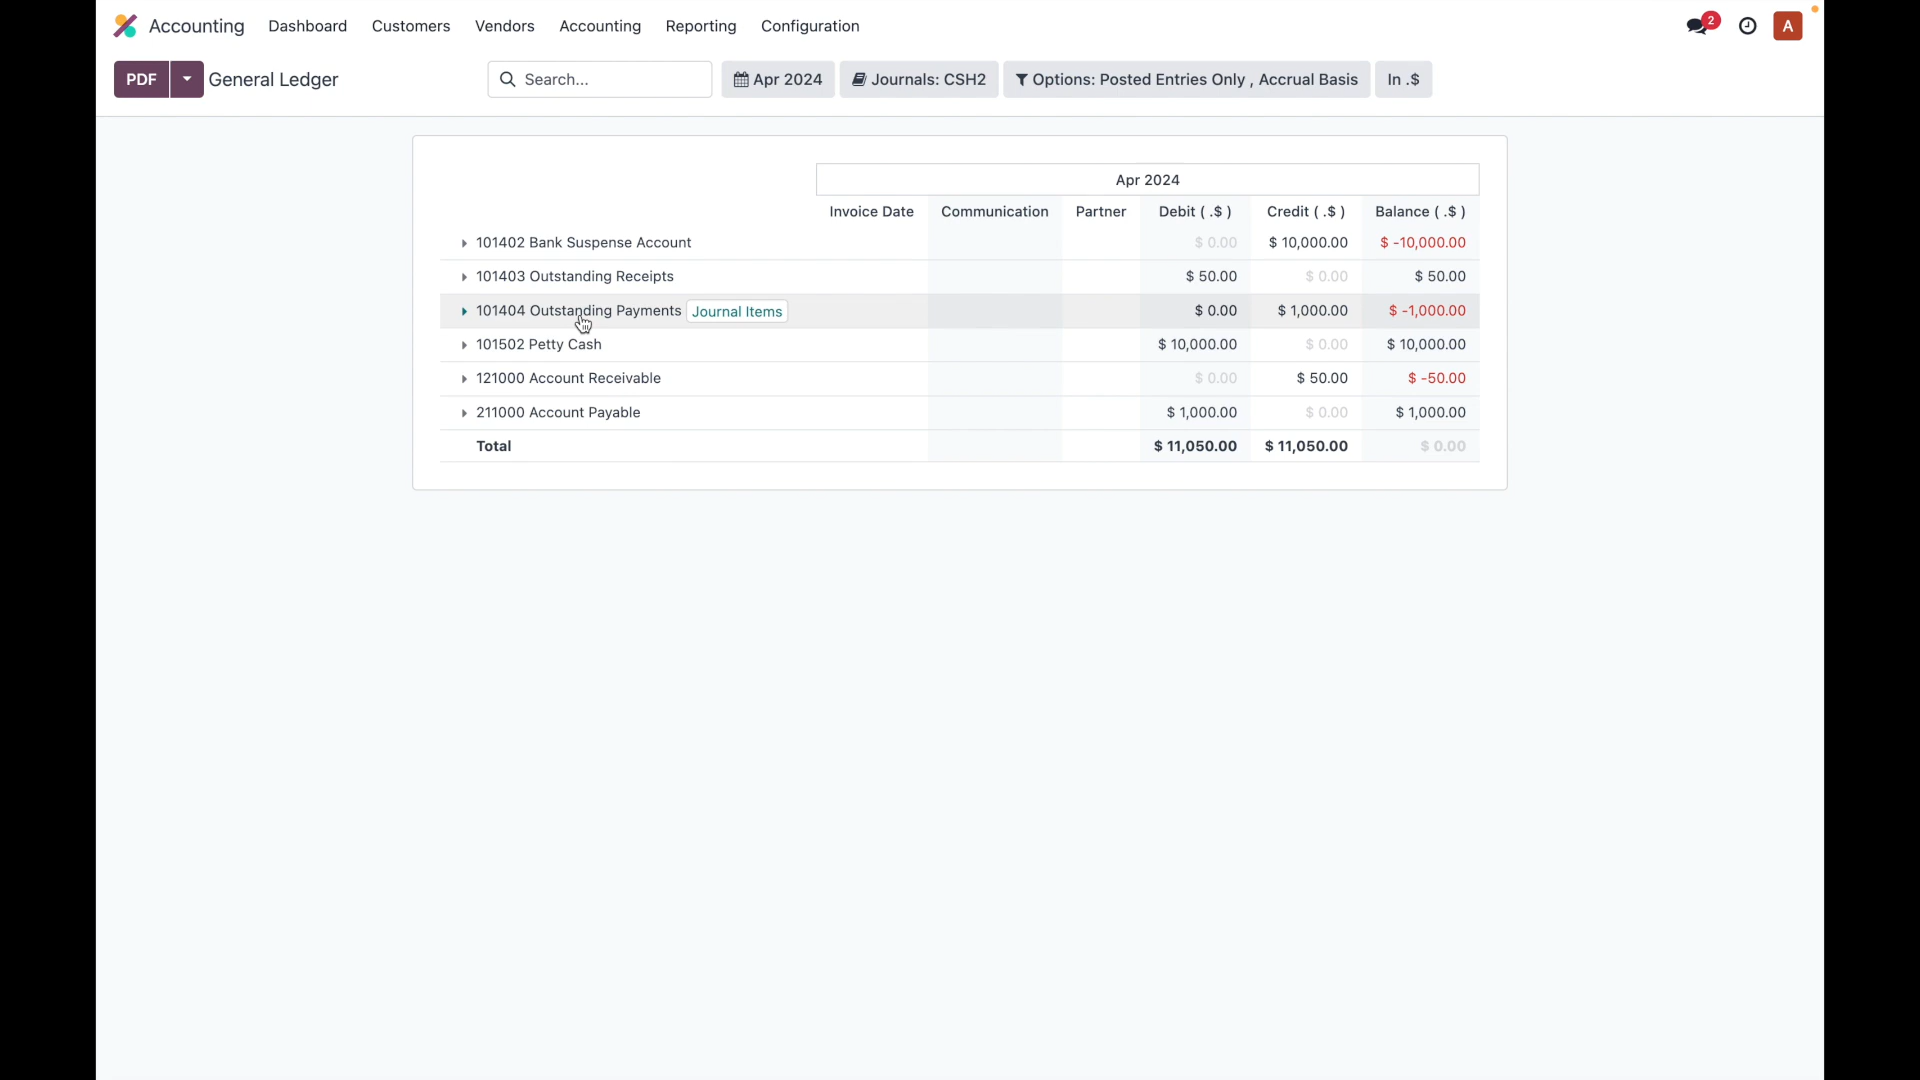 Accounting Dashboard Customers Vendors Accounting Reporting Configuration 2 A
PDF General Ledger Search... Apr 2024 Journals: CSH2 Options: Posted Entries Only , Accrual Basis In .$
Apr 2024
Invoice Date Communication Partner Debit ( .$ ) Credit ( .$ ) Balance ( .$ )
101402 Bank Suspense Account $ 0.00 $ 10,000.00 $ -10,000.00
101403 Outstanding Receipts $ 50.00 $ 0.00 $ 50.00
101404 Outstanding Payments Journal Items $ 0.00 $ 1,000.00 $ -1,000.00
101502 Petty Cash $ 10,000.00 $ 0.00 $ 10,000.00
121000 Account Receivable $ 0.00 $ 50.00 $ -50.00
211000 Account Payable $ 1,000.00 $ 0.00 $ 1,000.00
Total $ 11,050.00 $ 11,050.00 $ 0.00